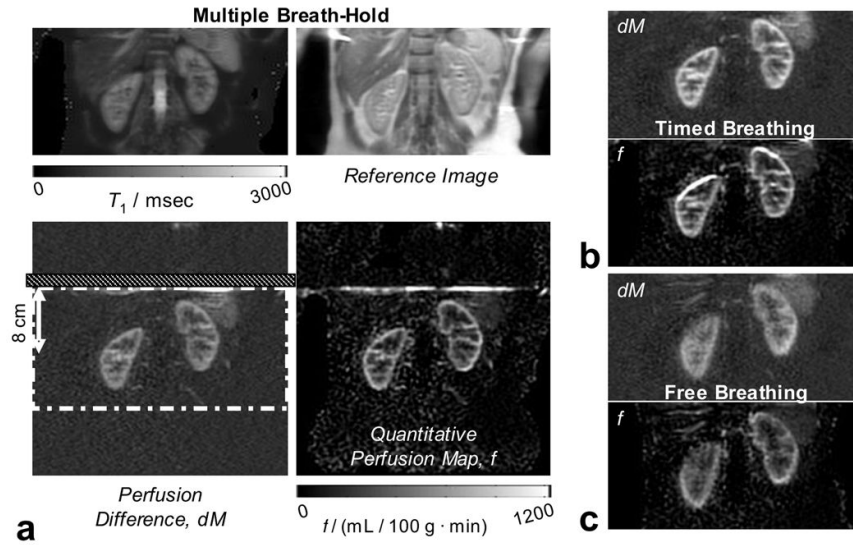 Multiple Breath-Hold
0 3000
T1 / msec
Reference Image
8 cm
Perfusion
Difference, dM
Quantitative
Perfusion Map, f
0 1200
f / (mL / 100 g · min)
a
dM
Timed Breathing
f
b
dM
Free Breathing
f
c